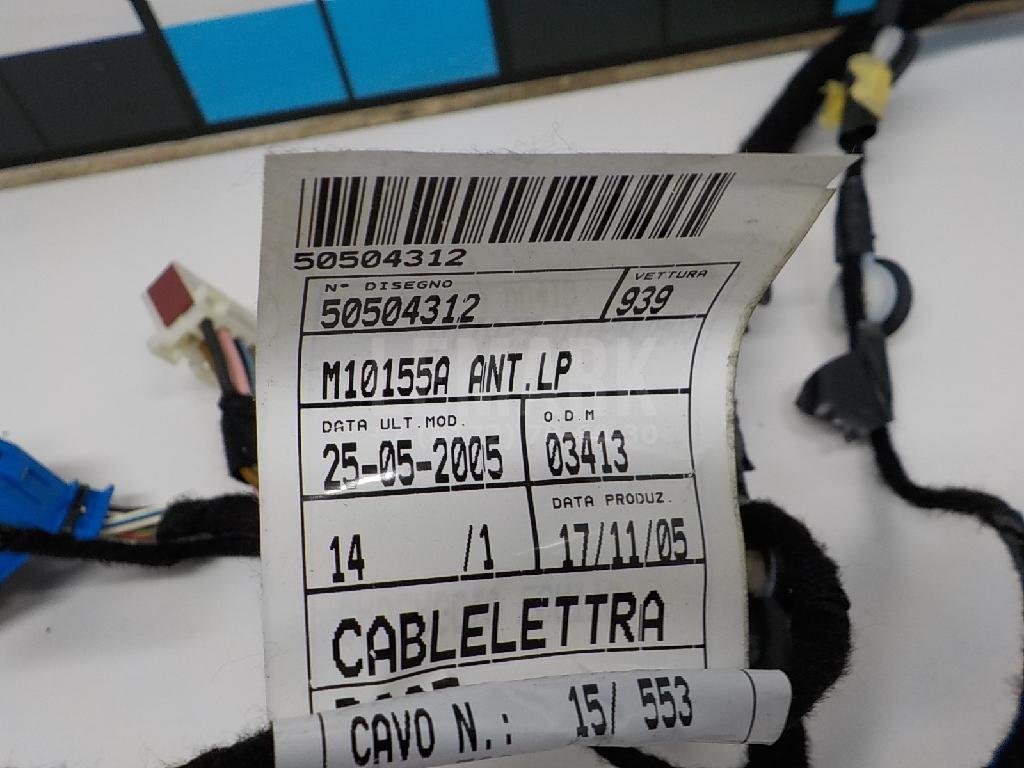 50504312
N° DISEGNO
VETTURA
50504312
939
M10155A ANT.LP
DATA ULT.MOD.
O.D.M
25-05-2005
03413
DATA PRODUZ.
14 /1
17/11/05
CABLELETTRA
CAVO N.: 15/ 553